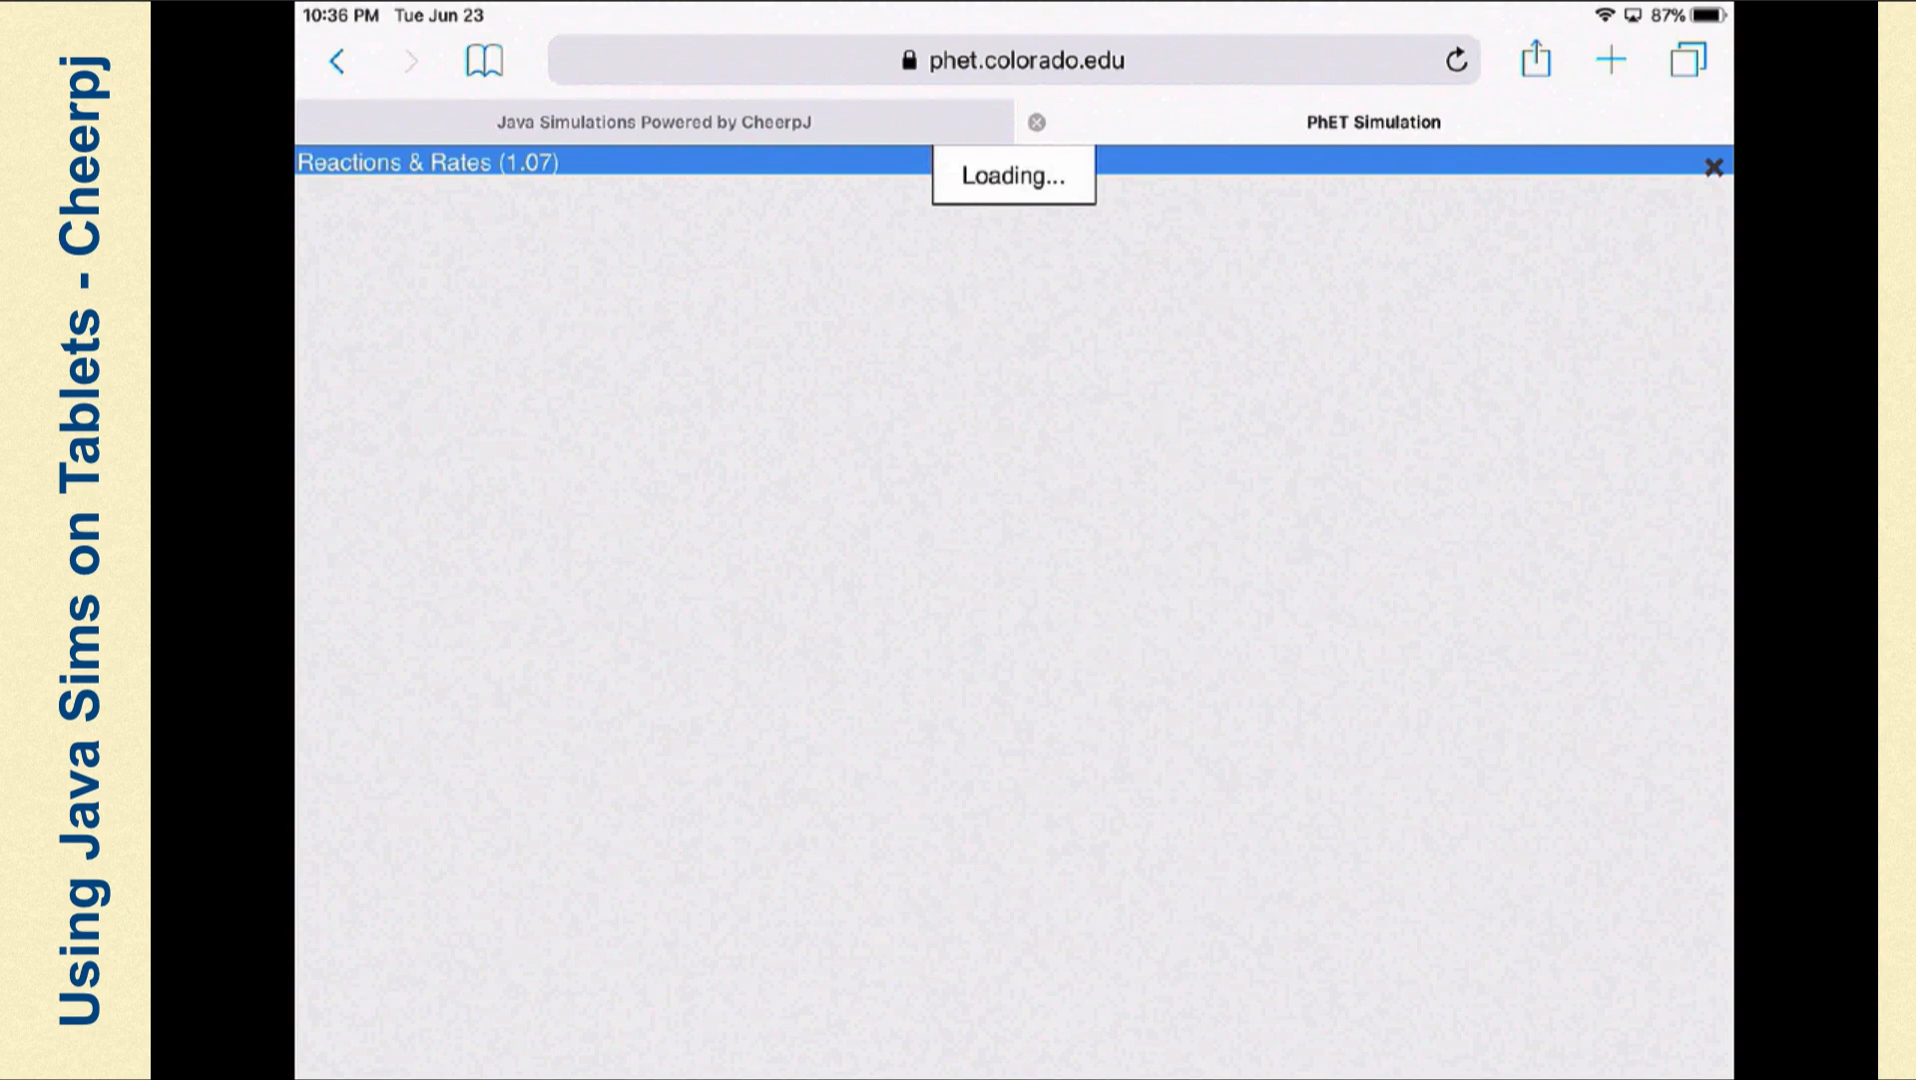 Using Java Sims on Tablets - Cheerpj
10:36 PM Tue Jun 23
87%
phet.colorado.edu
Java Simulations Powered by CheerpJ
PhET Simulation
Reactions & Rates (1.07)
Loading...